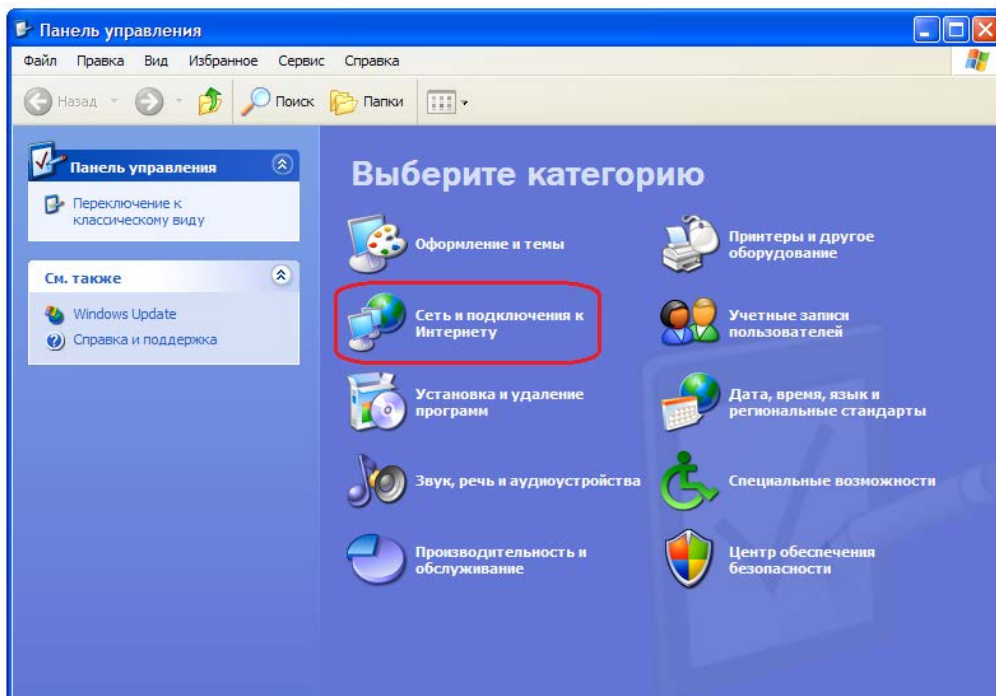 Панель управления
Файл Правка Вид Избранное Сервис Справка
Назад Поиск Папки
Панель управления
Переключение к
классическому виду
См. также
Windows Update
Справка и поддержка
Выберите категорию
Оформление и темы
Принтеры и другое
оборудование
Сеть и подключения к
Интернету
Учетные записи
пользователей
Установка и удаление
программ
Дата, время, язык и
региональные стандарты
Звук, речь и аудиоустройства
Специальные возможности
Производительность и
обслуживание
Центр обеспечения
безопасности